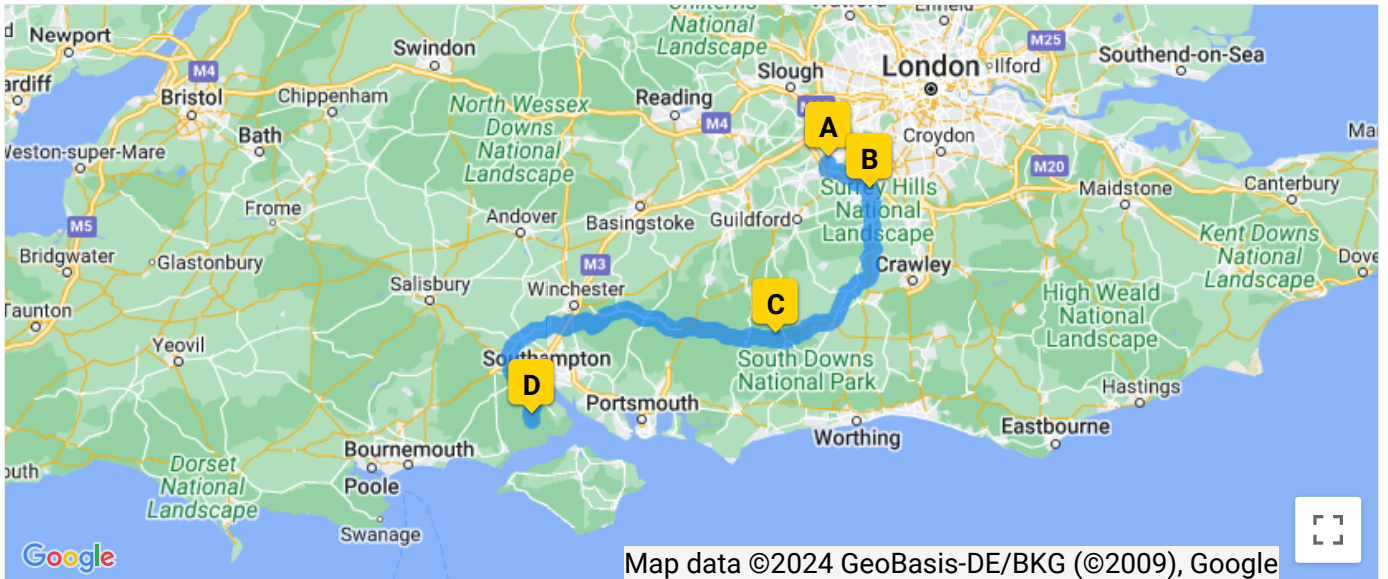 Chilterns
National
Landscape
Newport
Swindon
M25
Southend-on-Sea
London
Ilford
Slough
M4
Bristol
Chippenham
North Wessex
Downs
National
Landscape
Reading
M4
A
Croydon
Bath
Weston-super-Mare
B
M20
Maidstone
Canterbury
Surrey Hills
National
Landscape
Frome
Andover
Basingstoke
Guildford
M5
Kent Downs
National
Landscape
Bridgwater
Glastonbury
M3
Crawley
Dove
Salisbury
Winchester
C
High Weald
National
Landscape
Taunton
Yeovil
Southampton
South Downs
National Park
D
Portsmouth
Hastings
Worthing
Eastbourne
Bournemouth
Dorset
National
Landscape
Poole
Swanage
Google
Map data ©2024 GeoBasis-DE/BKG (©2009), Google